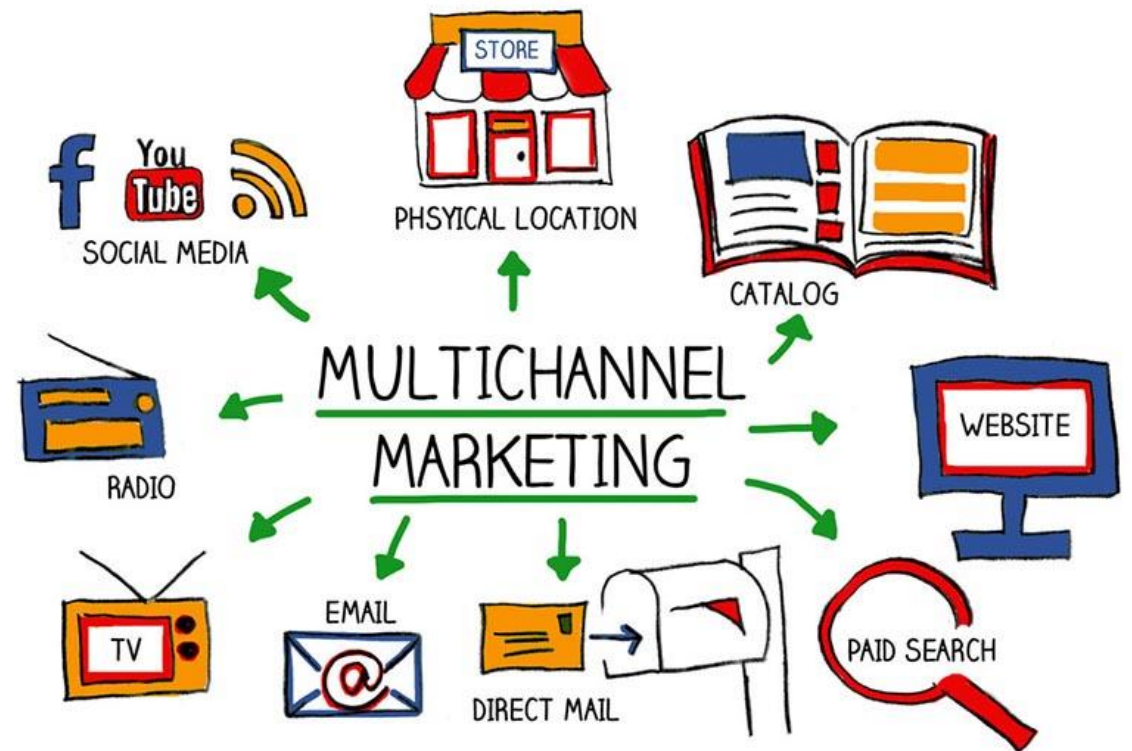 STORE
PHSYICAL LOCATION
f
You
Tube
SOCIAL MEDIA
CATALOG
MULTICHANNEL
MARKETING
WEBSITE
RADIO
TV
EMAIL
@
DIRECT MAIL
PAID SEARCH